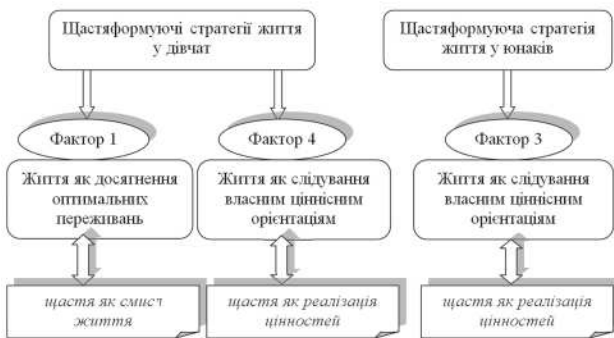 Щастяформуючі стратегії життя
у дівчат
Щастяформуюча стратегія
життя у юнаків
Фактор 1
Фактор 4
Фактор 3
Життя як досягнення
оптимальних
переживань
Життя як слідування
власним ціннісним
орієнтаціям
Життя як слідування
власним ціннісним
орієнтаціям
щастя як смисл
життя
щастя як реалізація
цінностей
щастя як реалізація
цінностей